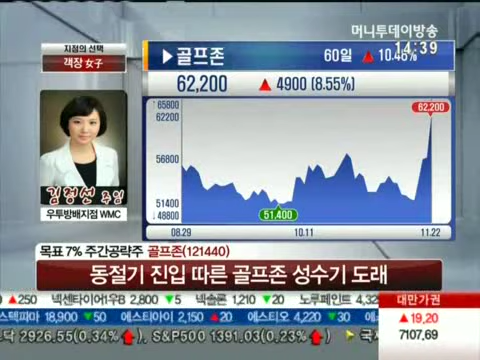 머니투데이방송
14:39
지점의 선택
객장 女子
▶골프존 60일 ▲ 10.46%
62,200 ▲ 4900 (8.55%)
↑65800
62200
56800
51400
↓48800
62,200
51,400
08.29 10.11 11.22
김정선 주임
우투방배지점 WMC
목표 7% 주간공략주 골프존(121440)
동절기 진입 따른 골프존 성수기 도래
▲250 넥센타이어1우B 2,800 ▼5 넥솔론 1,210 ▼20 노루페인트 4,32
스텍피마 18,900 ▼50 에스티아이 2,150 ▲20 에스티오 4,220 ▼30
닥 2926.55(0.34% ▲), S&P500 1391.03(0.23% ▲)
대만가권
▲19,20
7107,69